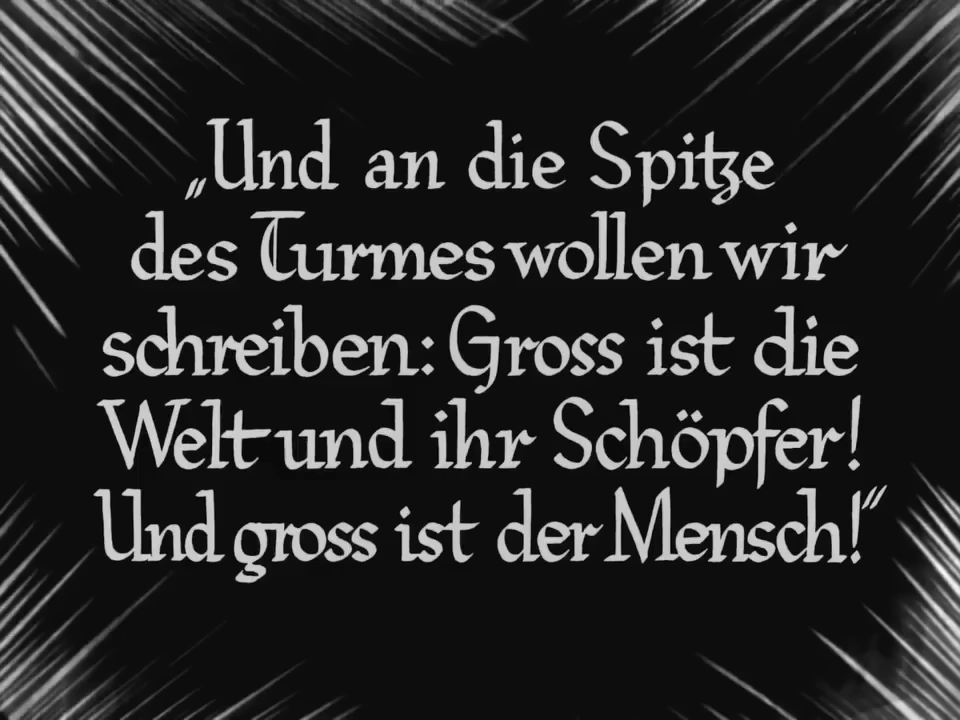 „Und an die Spitze
des Turmes wollen wir
schreiben: Gross ist die
Welt und ihr Schöpfer!
Und gross ist der Mensch!“